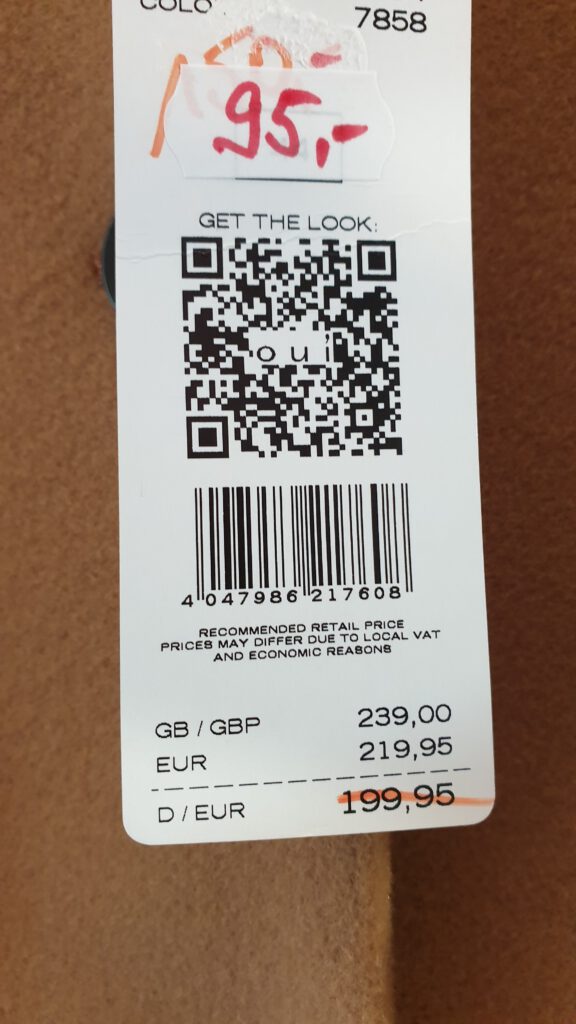 7858
95,-
GET THE LOOK:
ouí
4 047986 217608
RECOMMENDED RETAIL PRICE
PRICES MAY DIFFER DUE TO LOCAL VAT
AND ECONOMIC REASONS
GB / GBP 239,00
EUR 219,95
D / EUR 199,95